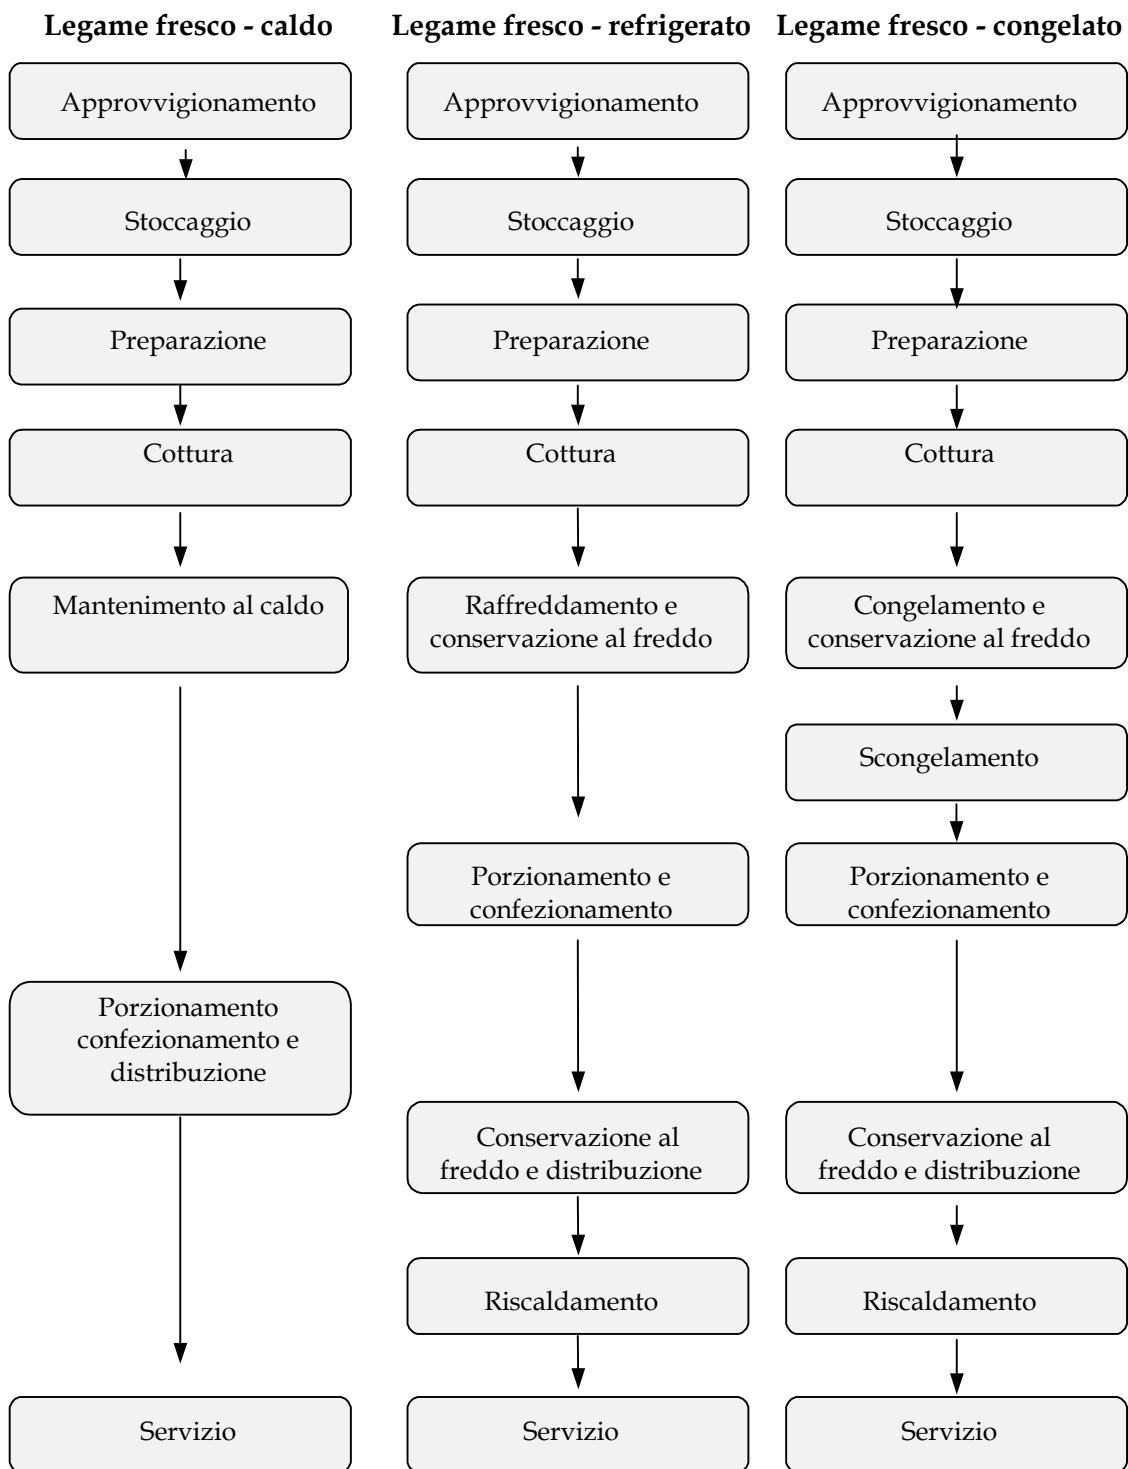 Legame fresco - caldo
Approvvigionamento
Stoccaggio
Preparazione
Cottura
Mantenimento al caldo
Porzionamento
confezionamento e
distribuzione
Servizio
Legame fresco - refrigerato
Approvvigionamento
Stoccaggio
Preparazione
Cottura
Raffreddamento e
conservazione al freddo
Porzionamento e
confezionamento
Conservazione al
freddo e distribuzione
Riscaldamento
Servizio
Legame fresco - congelato
Approvvigionamento
Stoccaggio
Preparazione
Cottura
Congelamento e
conservazione al freddo
Scongelamento
Porzionamento e
confezionamento
Conservazione al
freddo e distribuzione
Riscaldamento
Servizio